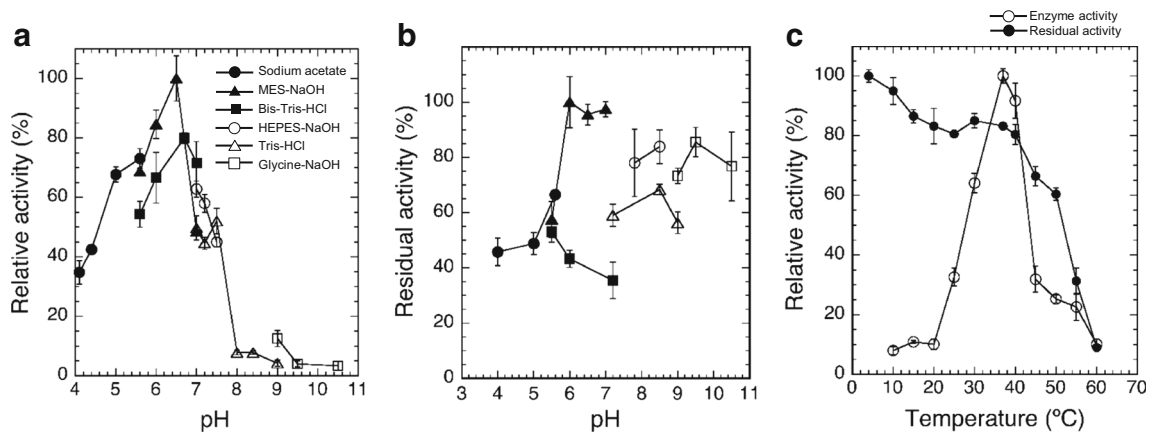 a
Relative activity (%)
100
80
60
40
20
0
4 5 6 7 8 9 10 11
pH
Sodium acetate
MES-NaOH
Bis-Tris-HCl
HEPES-NaOH
Tris-HCl
Glycine-NaOH
b
Residual activity (%)
100
80
60
40
20
0
3 4 5 6 7 8 9 10 11
pH
c
Enzyme activity
Residual activity
Relative activity (%)
100
80
60
40
20
0
0 10 20 30 40 50 60 70
Temperature (ºC)